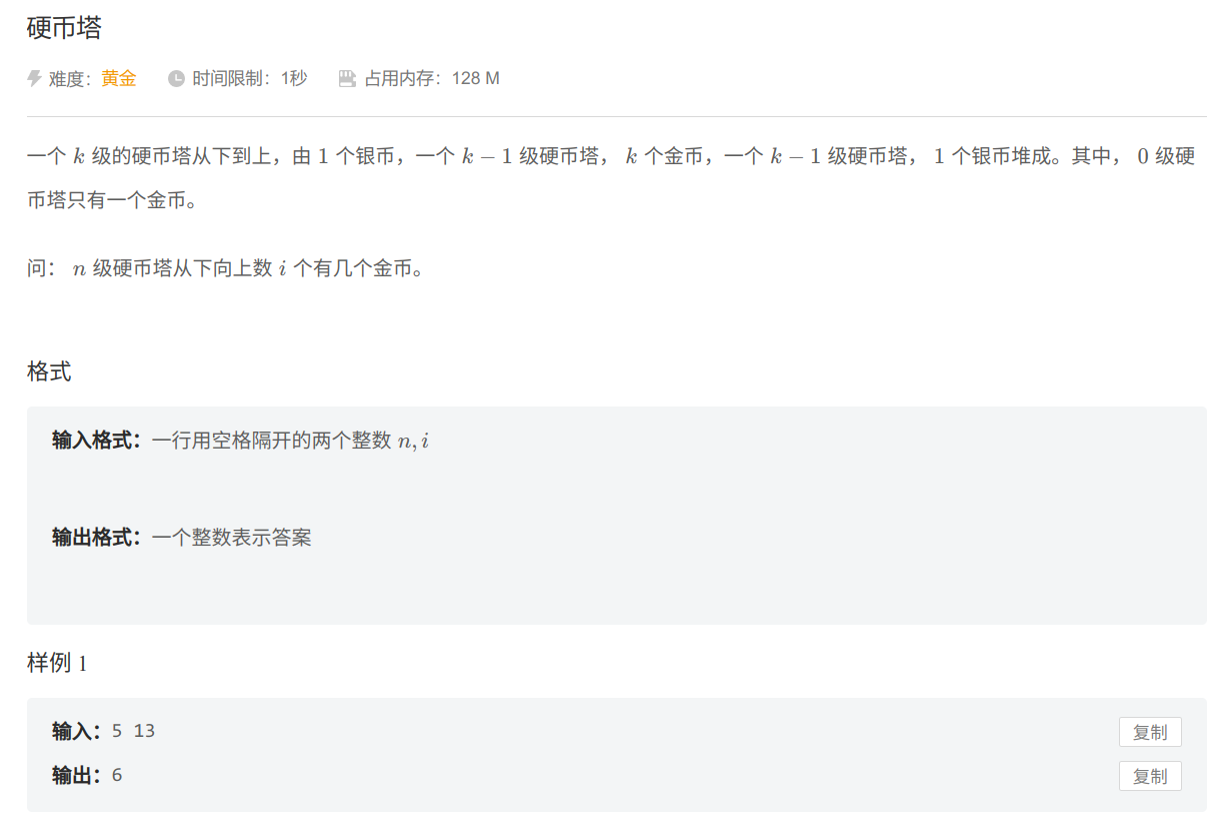 硬币塔
难度：黄金 时间限制：1秒 占用内存：128 M
一个 k 级的硬币塔从下到上，由 1 个银币，一个 k − 1 级硬币塔， k 个金币，一个 k − 1 级硬币塔， 1 个银币堆成。其中， 0 级硬
币塔只有一个金币。
问： n 级硬币塔从下向上数 i 个有几个金币。
格式
输入格式：一行用空格隔开的两个整数 n, i
输出格式：一个整数表示答案
样例 1
输入：5 13
复制
输出：6
复制